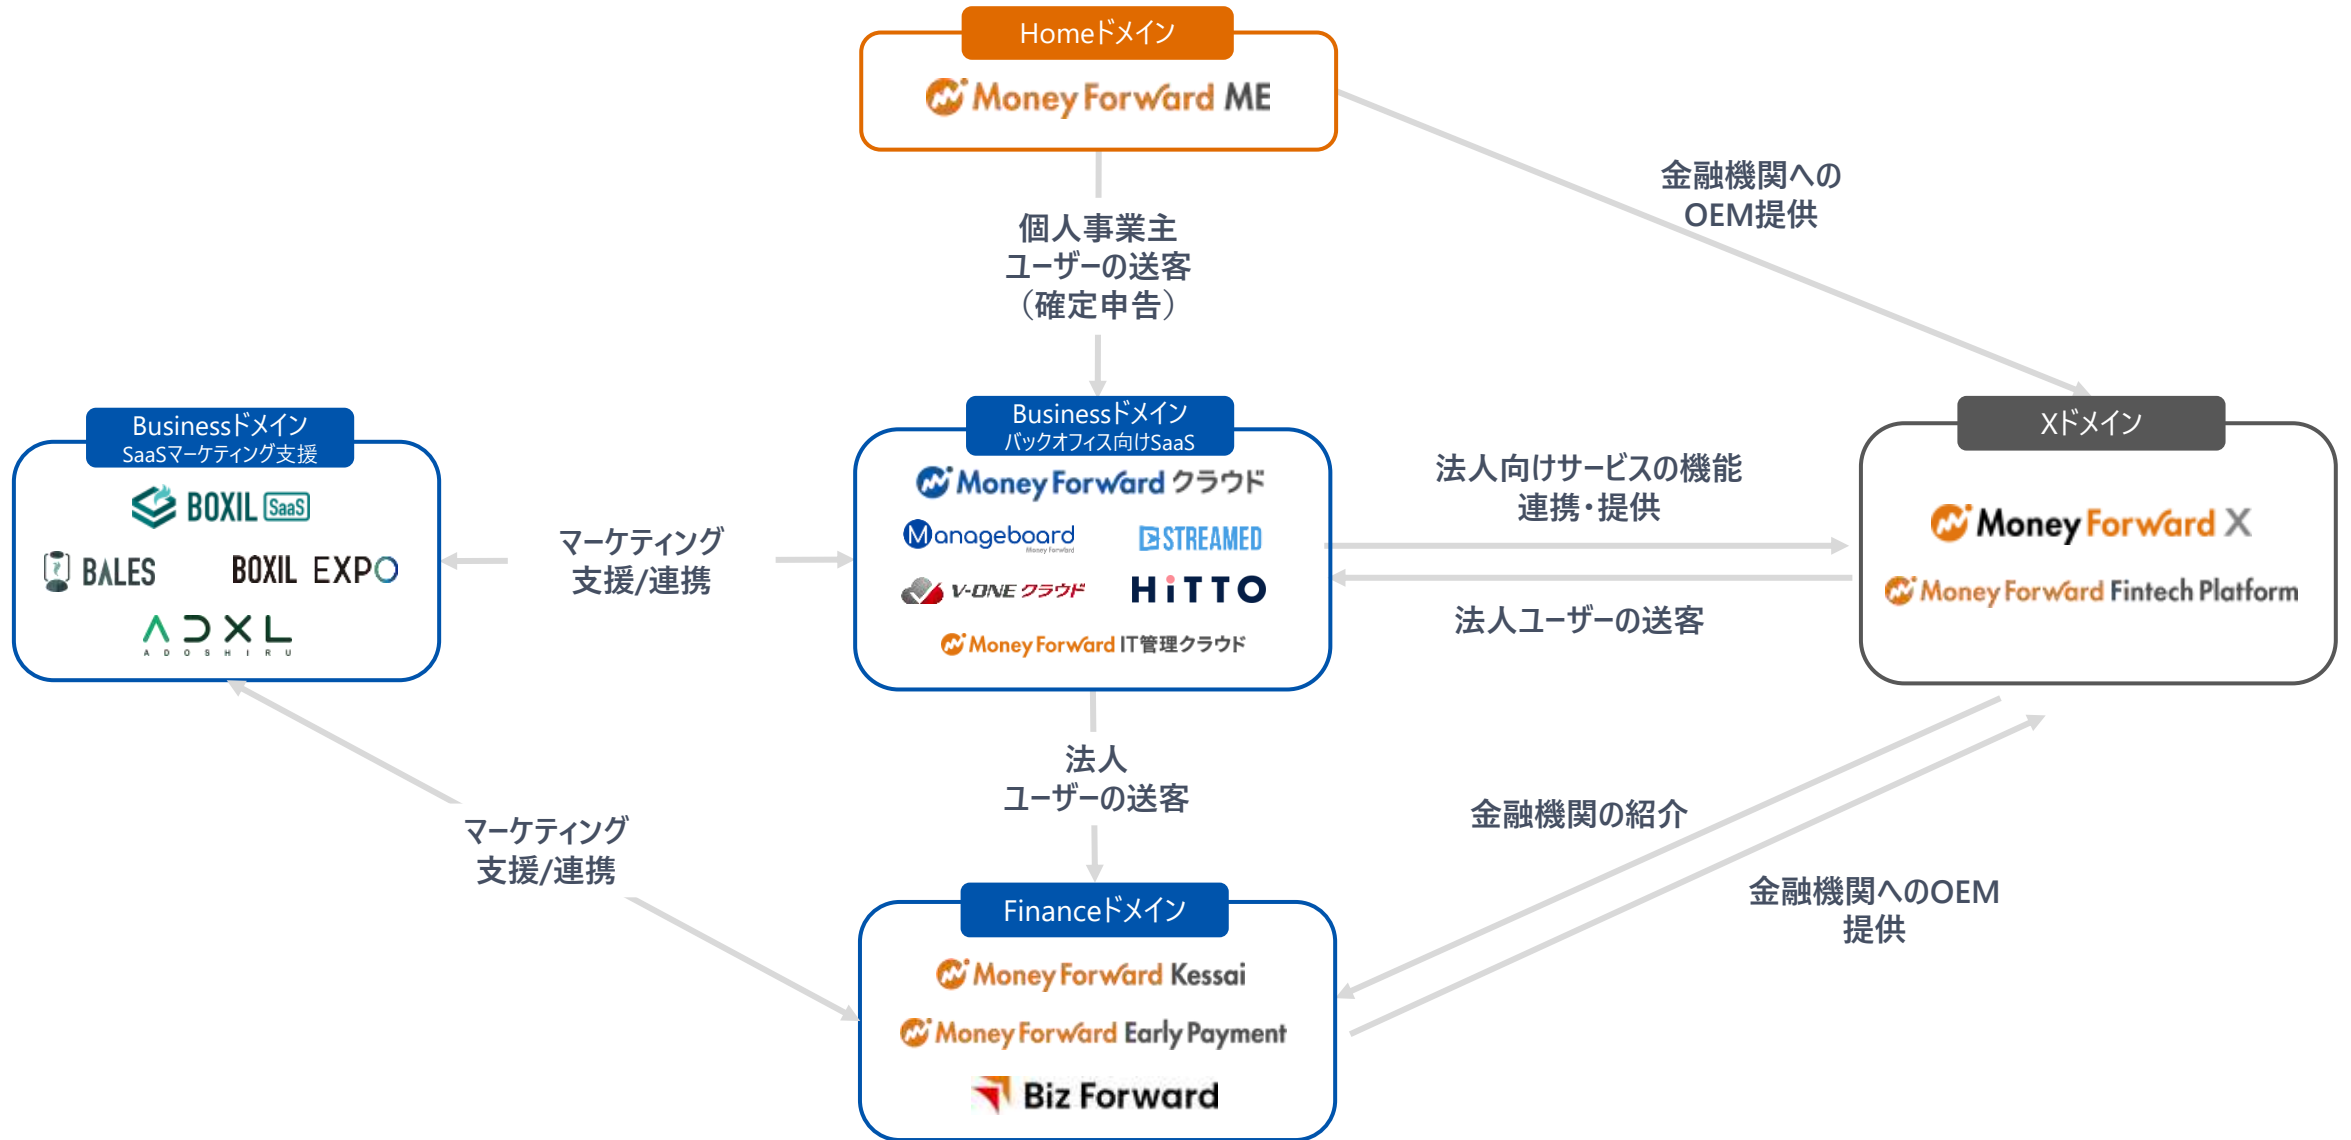 Homeドメイン
Money Forward ME
金融機関への
OEM提供
個人事業主
ユーザーの送客
（確定申告）
Businessドメイン
SaaSマーケティング支援
BOXIL SaaS
BALES
BOXIL EXPO
ADXL
ADOSHIRU
マーケティング
支援/連携
Businessドメイン
バックオフィス向けSaaS
Money Forward クラウド
Manageboard
Money Forward
STREAMED
V-ONE クラウド
HiTTO
Money Forward IT管理クラウド
法人向けサービスの機能
連携・提供
法人ユーザーの送客
Xドメイン
Money Forward X
Money Forward Fintech Platform
法人
ユーザーの送客
マーケティング
支援/連携
金融機関の紹介
金融機関へのOEM
提供
Financeドメイン
Money Forward Kessai
Money Forward Early Payment
Biz Forward